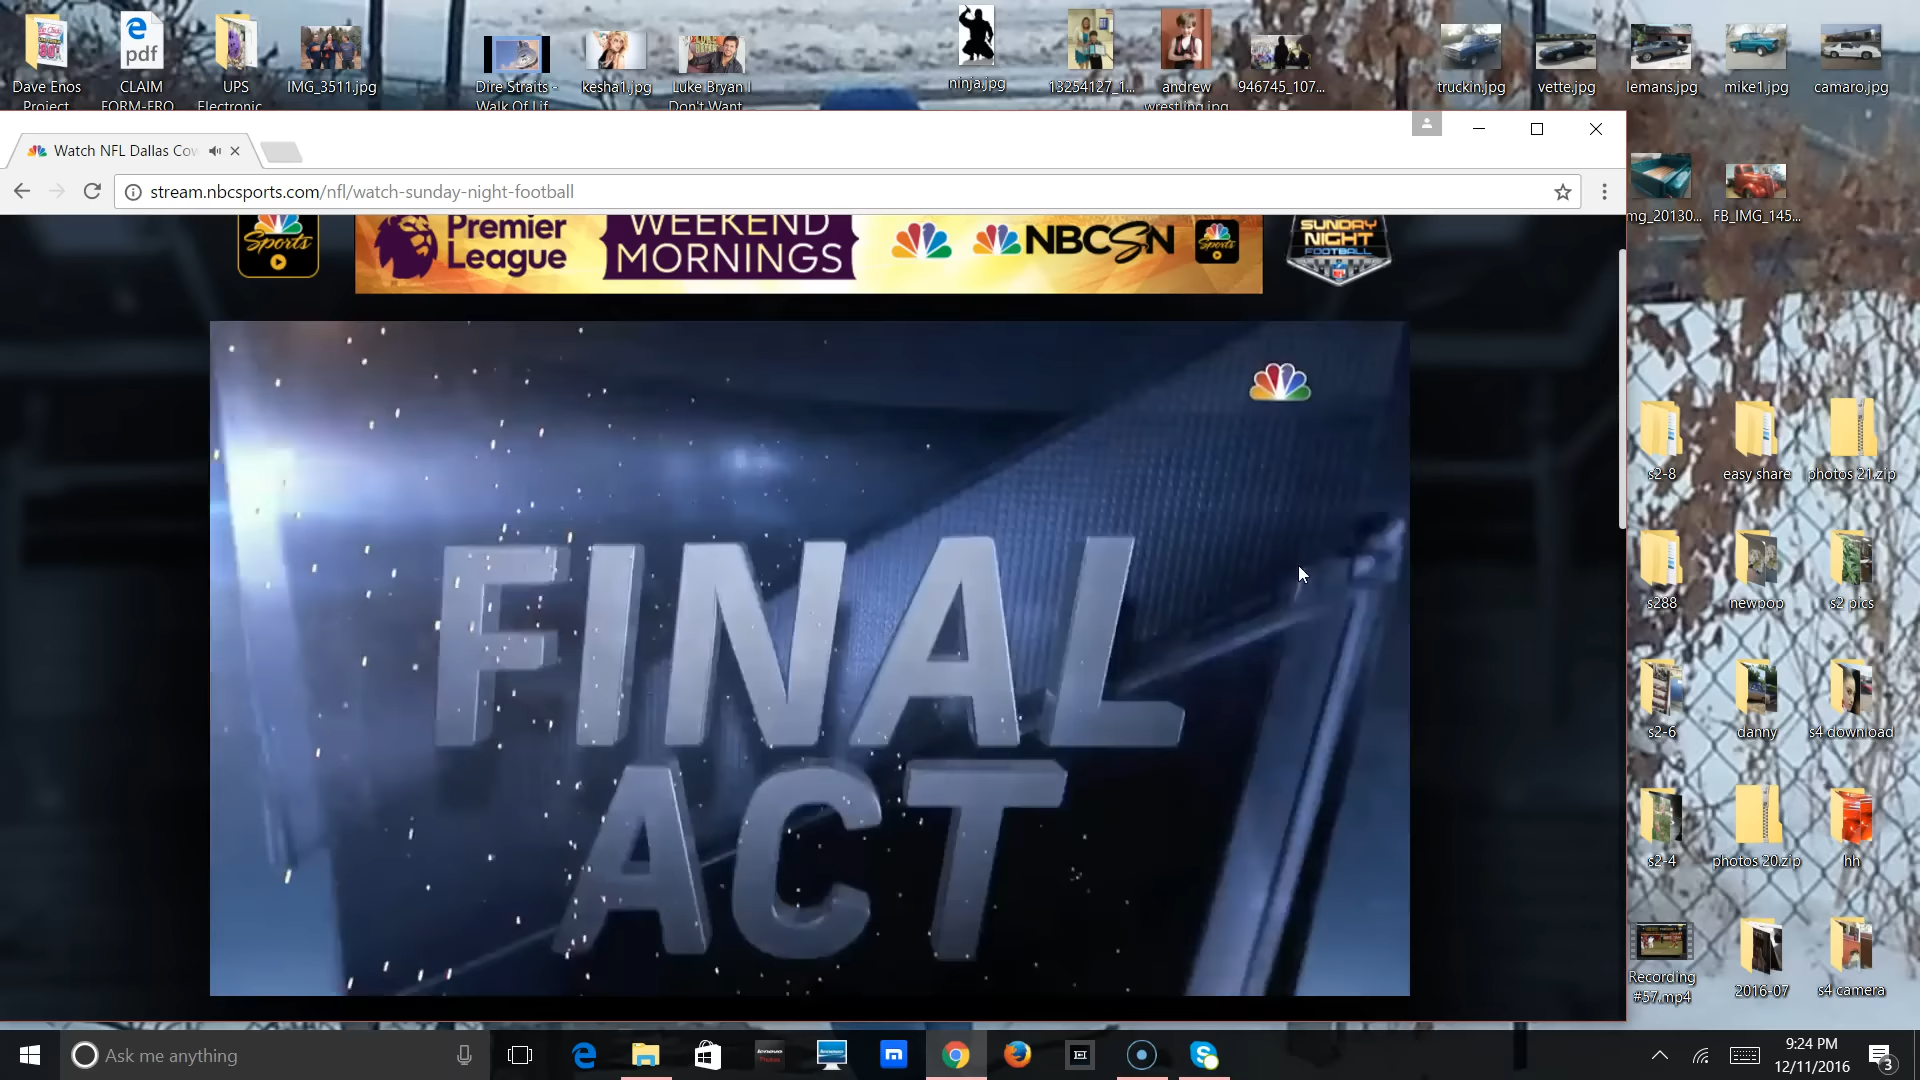 Dave Enos
Project
CLAIM
FORM-FRO...
UPS
Electronic...
IMG_3511.jpg
Dire Straits -
Walk Of Lif...
kesha1.jpg
Luke Bryan I
Don't Want...
ninja.jpg
13254127_1...
andrew
wrestling.jpg
946745_107...
truckin.jpg
vette.jpg
lemans.jpg
mike1.jpg
camaro.jpg
pdf
Watch NFL Dallas Cow
stream.nbcsports.com/nfl/watch-sunday-night-football
mg_20130...
FB_IMG_145...
Sports
Premier
League
WEEKEND
MORNINGS
NBCSN
Sports
SUNDAY
NIGHT
FOOTBALL
FINAL
ACT
s2-8
easy share
photos 21.zip
s288
newpop
s2 pics
s2-6
danny
s4 download
s2-4
photos 20.zip
hh
Recording
#57.mp4
2016-07
s4 camera
Ask me anything
9:24 PM
12/11/2016
3